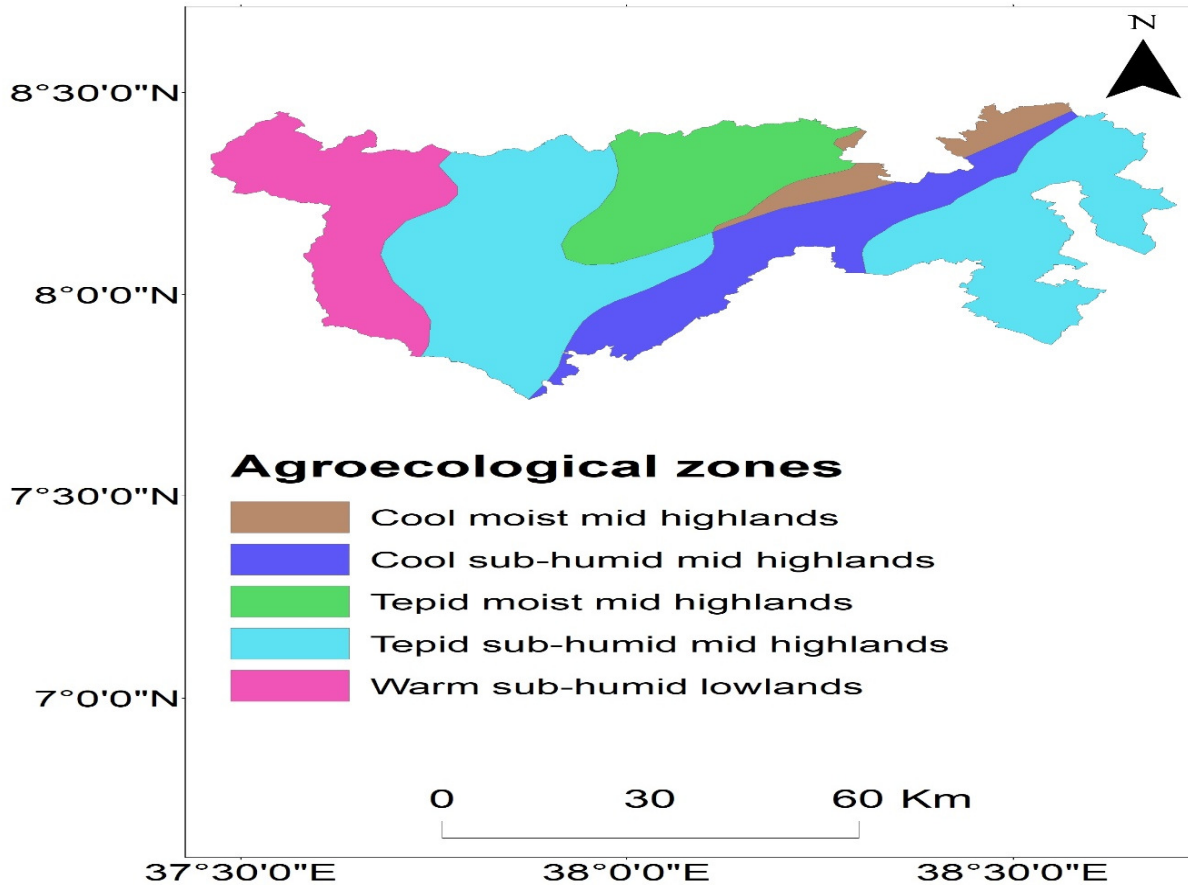 N
8°30'0"N
8°0'0"N
Agroecological zones
7°30'0"N
Cool moist mid highlands
Cool sub-humid mid highlands
Tepid moist mid highlands
Tepid sub-humid mid highlands
Warm sub-humid lowlands
7°0'0"N
0 30 60 Km
37°30'0"E 38°0'0"E 38°30'0"E